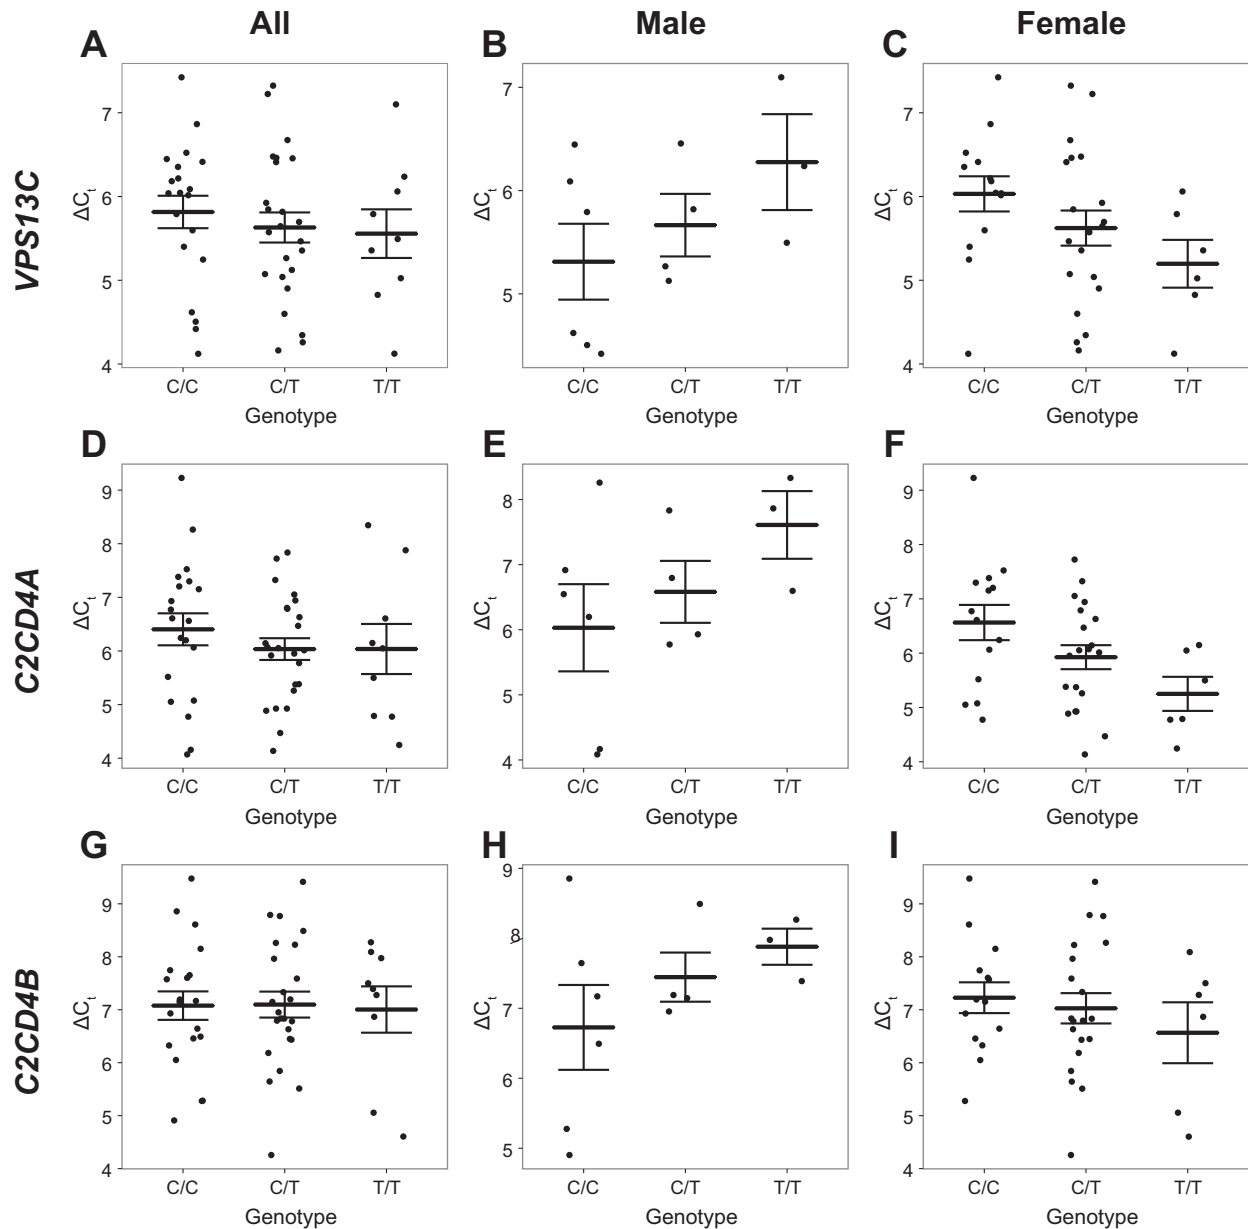 All
Male
Female
A
B
C
VPS13C
ΔCt
7
6
5
4
C/C
C/T
T/T
Genotype
ΔCt
7
6
5
C/C
C/T
T/T
Genotype
ΔCt
7
6
5
4
C/C
C/T
T/T
Genotype
D
E
F
C2CD4A
ΔCt
9
8
7
6
5
4
C/C
C/T
T/T
Genotype
ΔCt
8
7
6
5
4
C/C
C/T
T/T
Genotype
ΔCt
9
8
7
6
5
4
C/C
C/T
T/T
Genotype
G
H
I
C2CD4B
ΔCt
9
8
7
6
5
4
C/C
C/T
T/T
Genotype
ΔCt
9
8
7
6
5
C/C
C/T
T/T
Genotype
ΔCt
9
8
7
6
5
4
C/C
C/T
T/T
Genotype